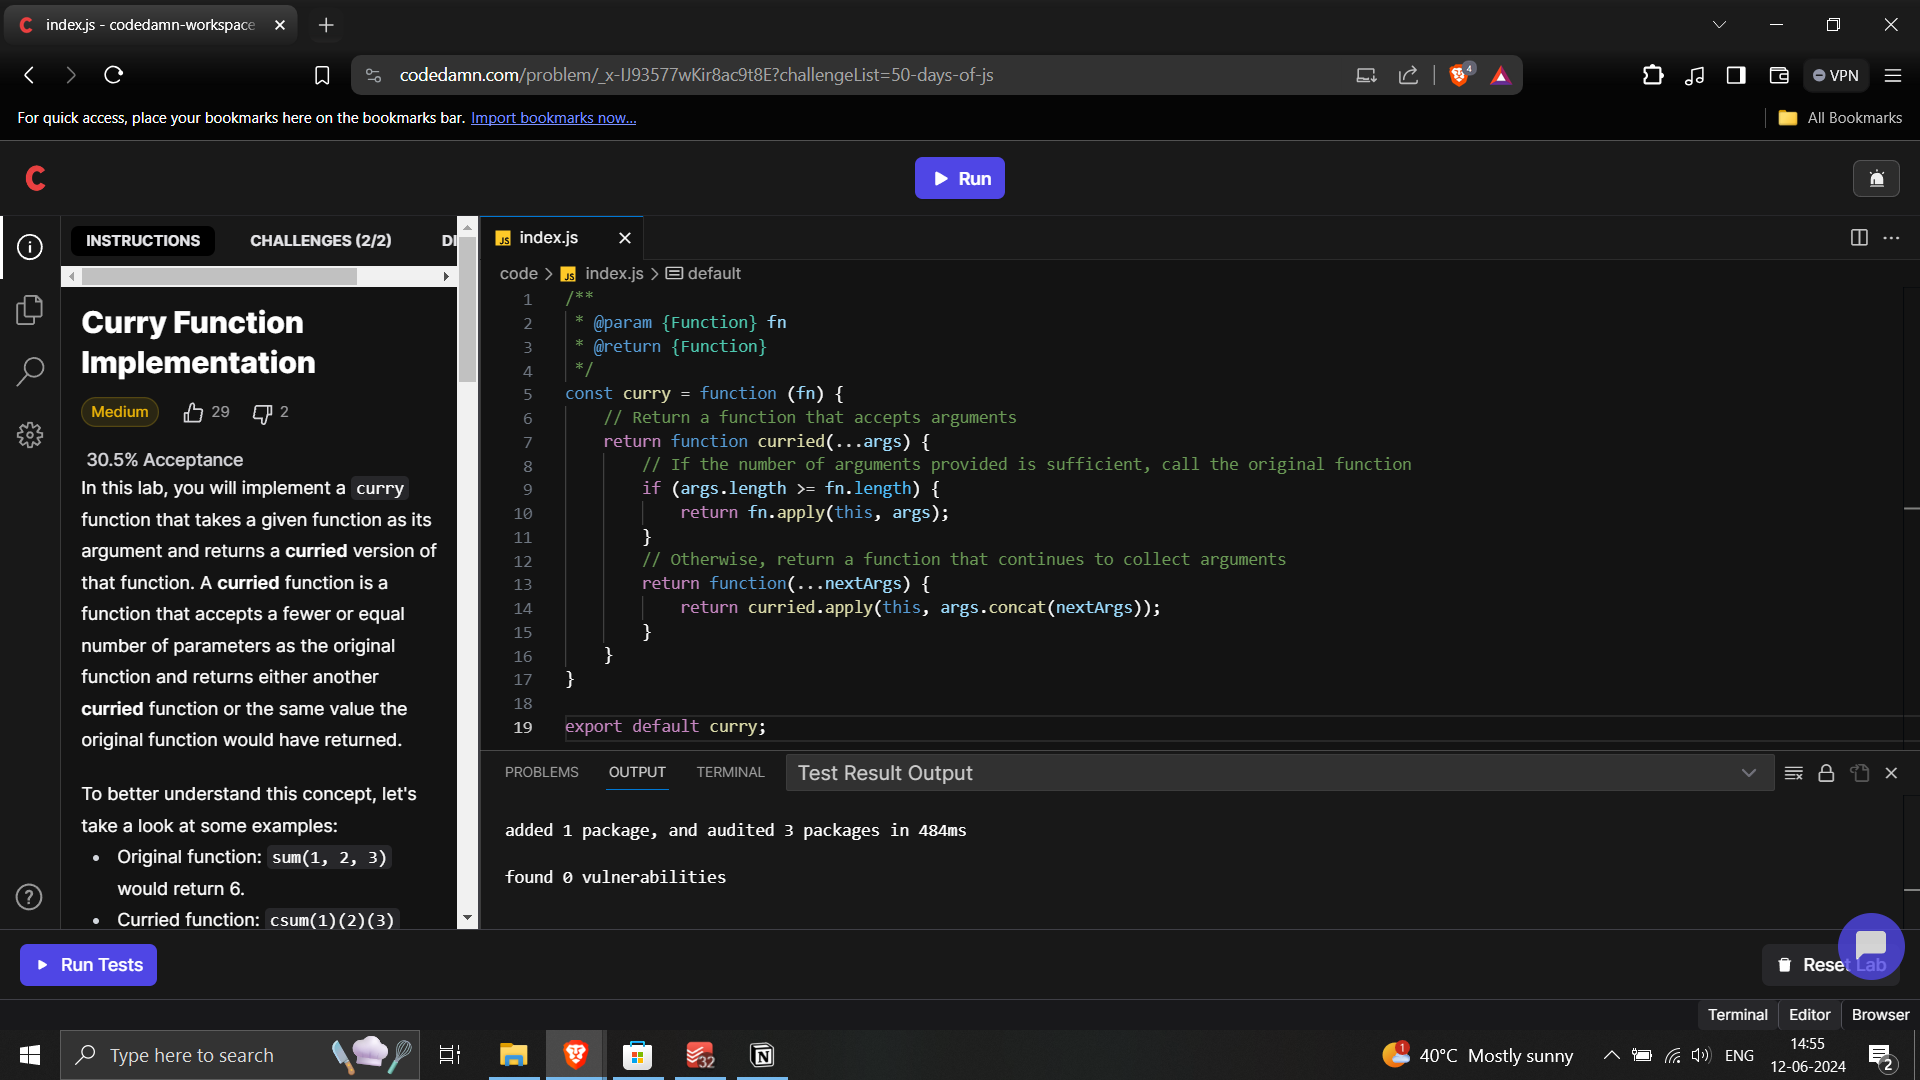 index.js - codedamn-workspace
codedamn.com/problem/_x-IJ93577wKir8ac9t8E?challengeList=50-days-of-js
4
VPN
For quick access, place your bookmarks here on the bookmarks bar. Import bookmarks now...
All Bookmarks
Run
INSTRUCTIONS
CHALLENGES (2/2)
DI
Curry Function
Implementation
Medium
29
2
30.5% Acceptance
In this lab, you will implement a curry
function that takes a given function as its
argument and returns a curried version of
that function. A curried function is a
function that accepts a fewer or equal
number of parameters as the original
function and returns either another
curried function or the same value the
original function would have returned.
To better understand this concept, let's
take a look at some examples:
• Original function: sum(1, 2, 3)
would return 6.
• Curried function: csum(1)(2)(3)
JS index.js
code > JS index.js > default
1 /**
2 * @param {Function} fn
3 * @return {Function}
4 */
5 const curry = function (fn) {
6 // Return a function that accepts arguments
7 return function curried(...args) {
8 // If the number of arguments provided is sufficient, call the original function
9 if (args.length >= fn.length) {
10 return fn.apply(this, args);
11 }
12 // Otherwise, return a function that continues to collect arguments
13 return function(...nextArgs) {
14 return curried.apply(this, args.concat(nextArgs));
15 }
16 }
17 }
18
19 export default curry;
PROBLEMS
OUTPUT
TERMINAL
Test Result Output
added 1 package, and audited 3 packages in 484ms
found 0 vulnerabilities
Run Tests
Reset Lab
Terminal
Editor
Browser
Type here to search
32
1
40°C Mostly sunny
ENG
14:55
12-06-2024
2